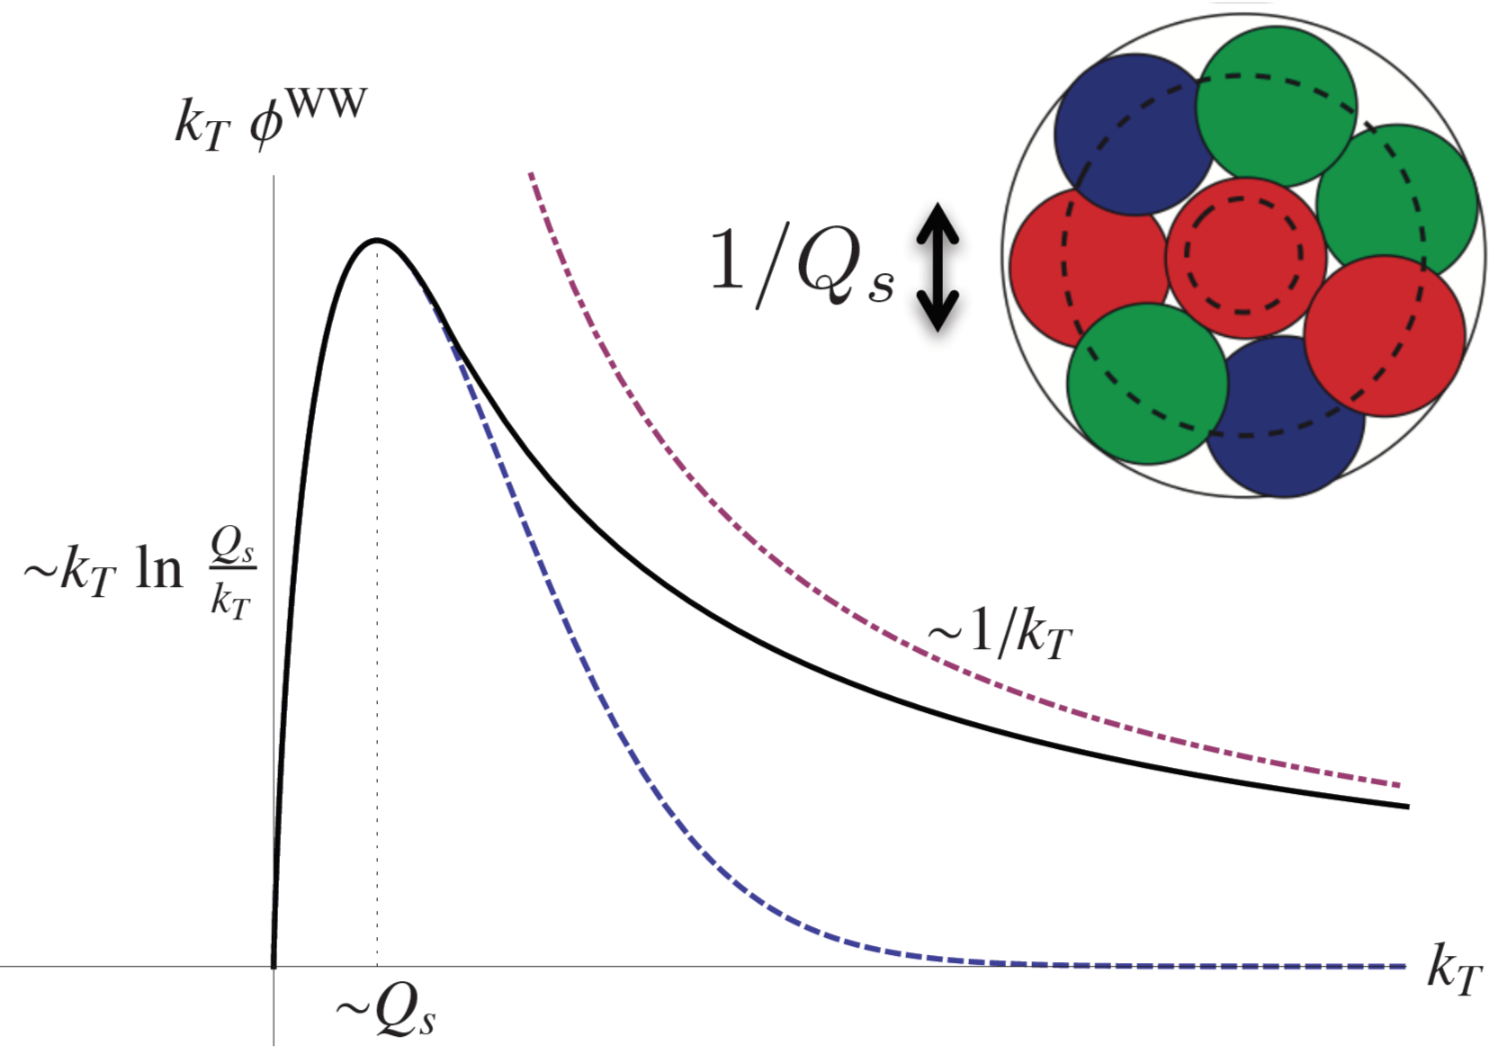 k_T ϕ^WW
1/Q_s
~k_T ln Q_s/k_T
~1/k_T
k_T
~Q_s